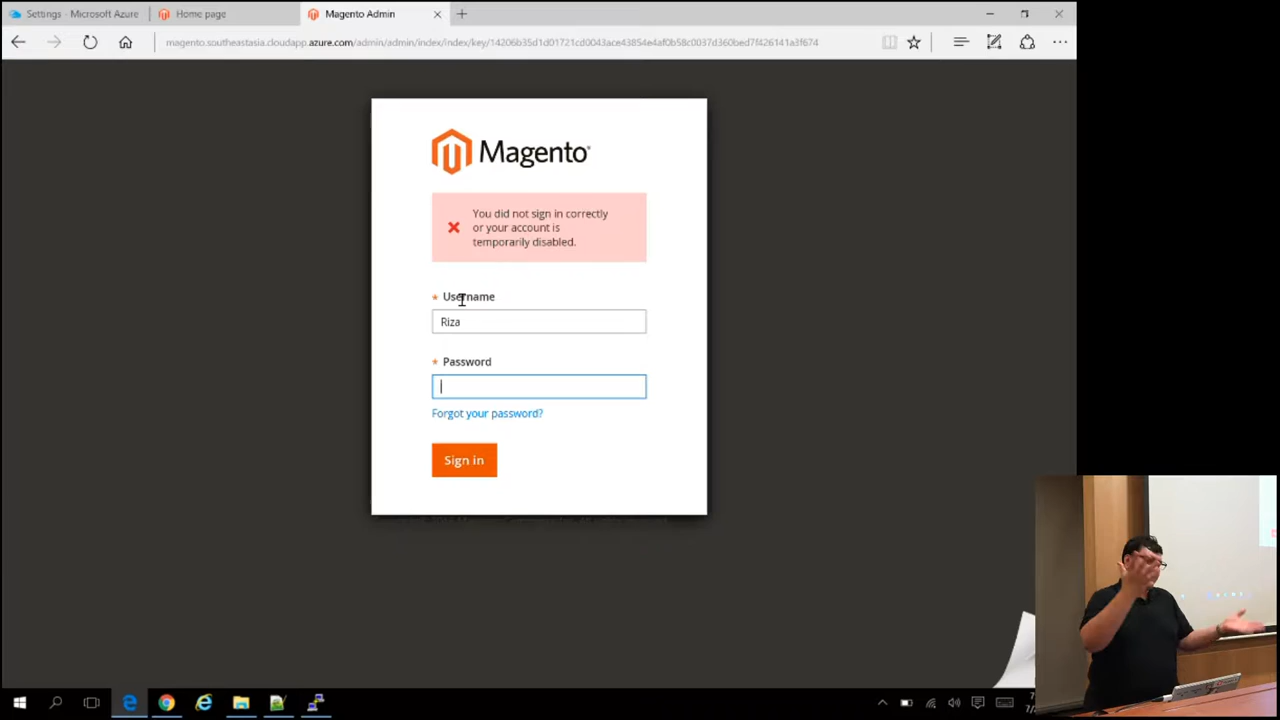 Settings - Microsoft Azure
Home page
Magento Admin
magento.southeastasia.cloudapp.azure.com/admin/admin/index/index/key/14206b35d1d01721cd0043ace43854e4af0b58c0037d360bed7f426141a3f674
Magento
You did not sign in correctly
or your account is
temporarily disabled.
* Username
Riza
* Password
Forgot your password?
Sign in